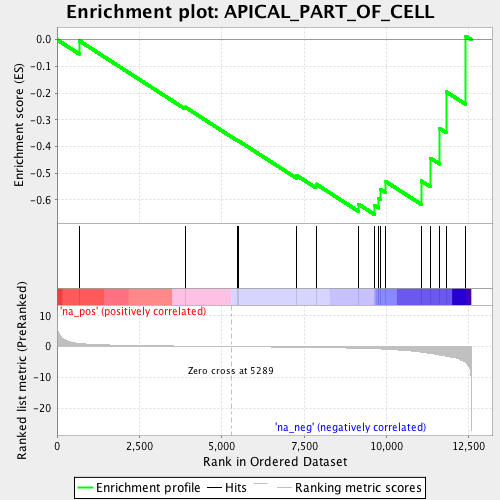 Enrichment plot: APICAL_PART_OF_CELL
Enrichment score (ES)
0.0
-0.1
-0.2
-0.3
-0.4
-0.5
-0.6
'na_pos' (positively correlated)
Ranked list metric (PreRanked)
10
5
0
-10
-20
Zero cross at 5289
'na_neg' (negatively correlated)
0
2,500
5,000
7,500
10,000
12,500
Rank in Ordered Dataset
Enrichment profile
Hits
Ranking metric scores